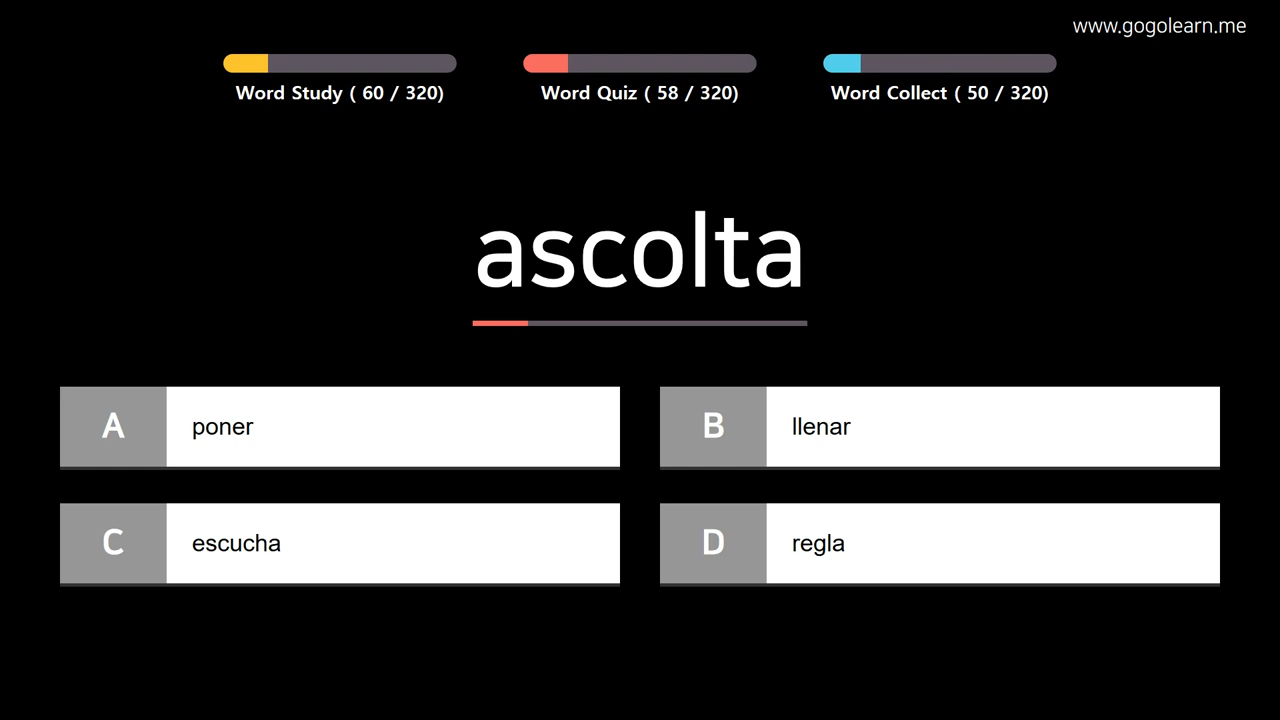 www.gogolearn.me
Word Study ( 60 / 320)
Word Quiz ( 58 / 320)
Word Collect ( 50 / 320)
ascolta
A poner
B llenar
C escucha
D regla